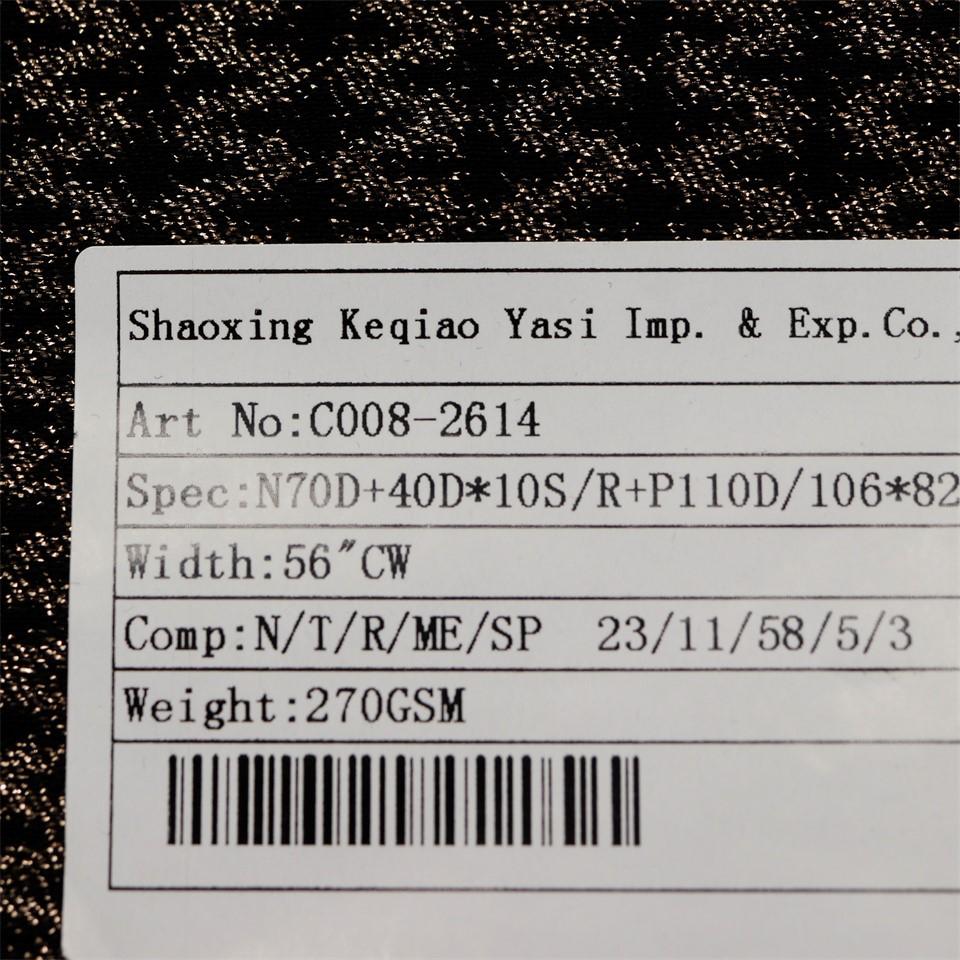 Shaoxing Keqiao Yasi Imp. & Exp.Co.,
Art No:C008-2614
Spec:N70D+40D*10S/R+P110D/106*82
Width:56″CW
Comp:N/T/R/ME/SP 23/11/58/5/3
Weight:270GSM